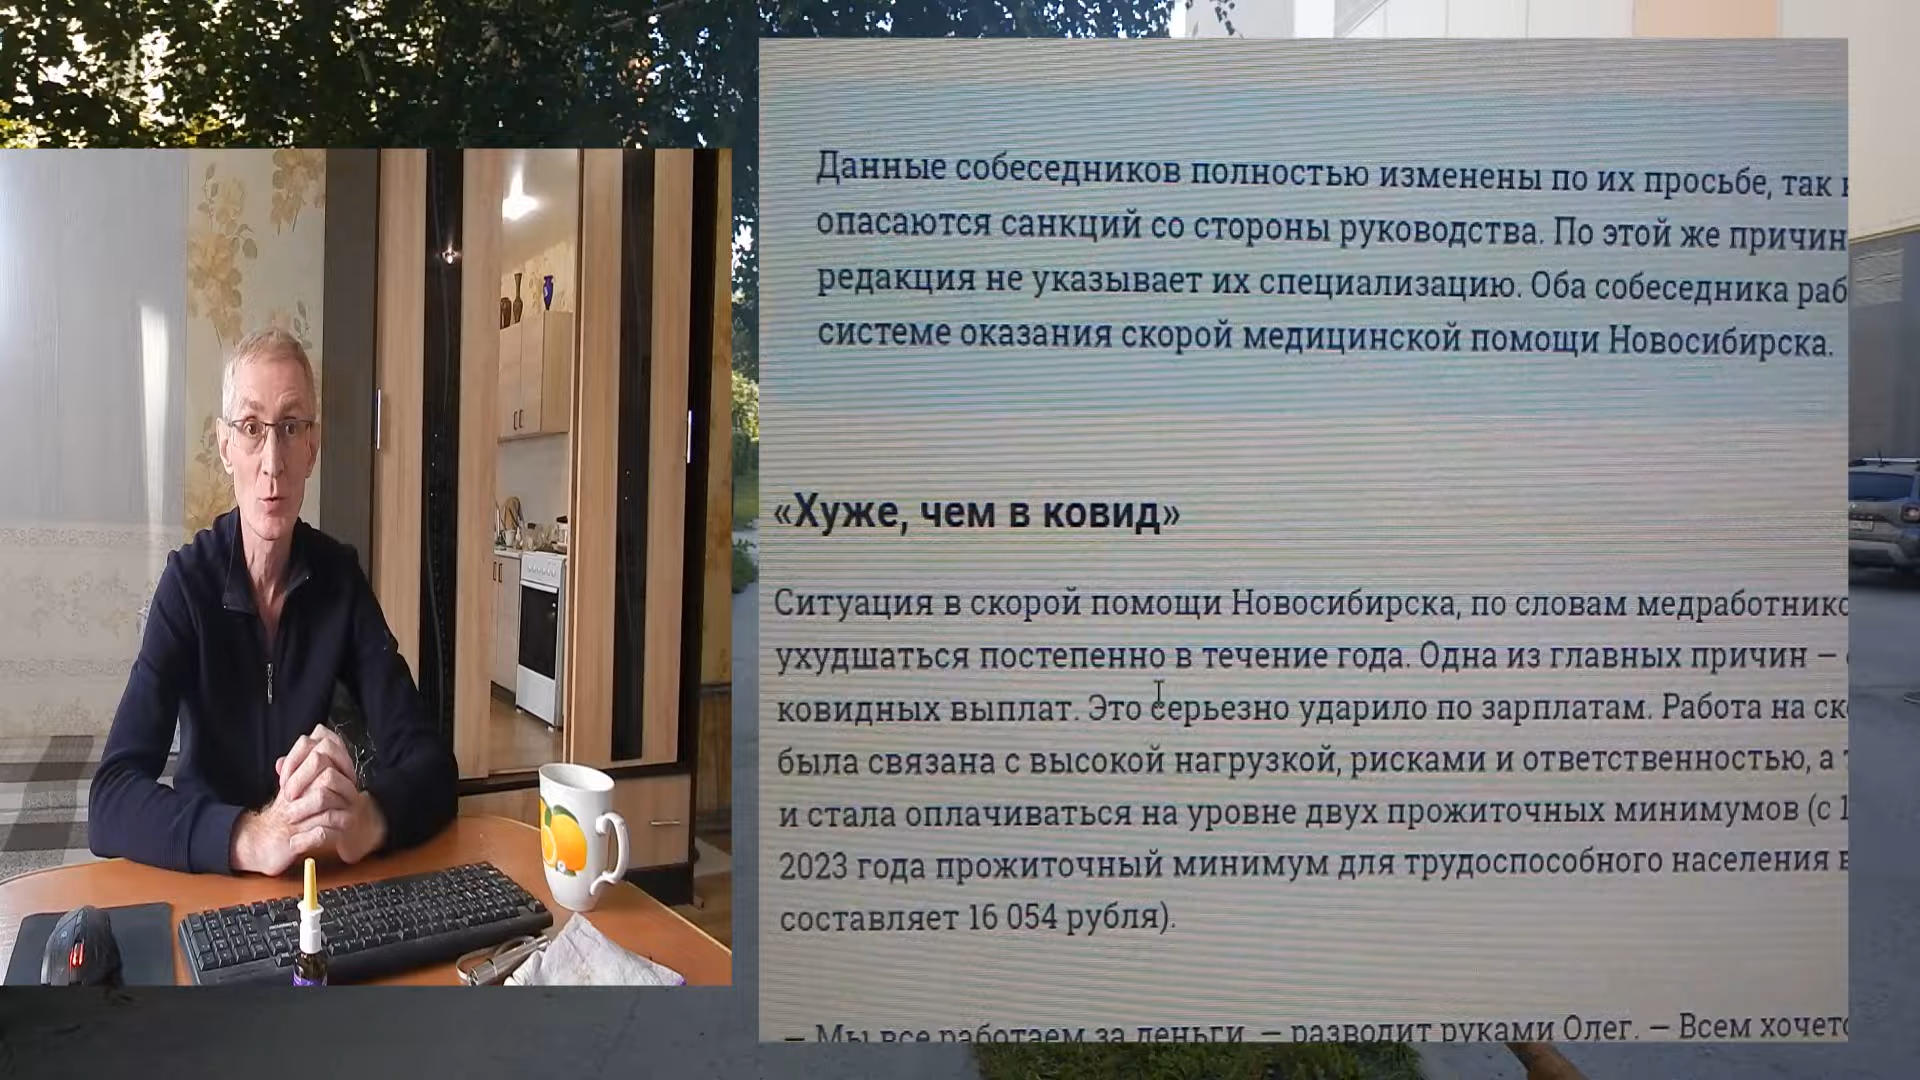 Данные собеседников полностью изменены по их просьбе, так
опасаются санкций со стороны руководства. По этой же причин
редакция не указывает их специализацию. Оба собеседника раб
системе оказания скорой медицинской помощи Новосибирска.
«Хуже, чем в ковид»
Ситуация в скорой помощи Новосибирска, по словам медработнико
ухудшаться постепенно в течение года. Одна из главных причин –
ковидных выплат. Это серьезно ударило по зарплатам. Работа на ск
была связана с высокой нагрузкой, рисками и ответственностью, а
и стала оплачиваться на уровне двух прожиточных минимумов (с 1
2023 года прожиточный минимум для трудоспособного населения в
составляет 16 054 рубля).
– Мы все работаем за деньги, – разводит руками Олег. – Всем хочетс